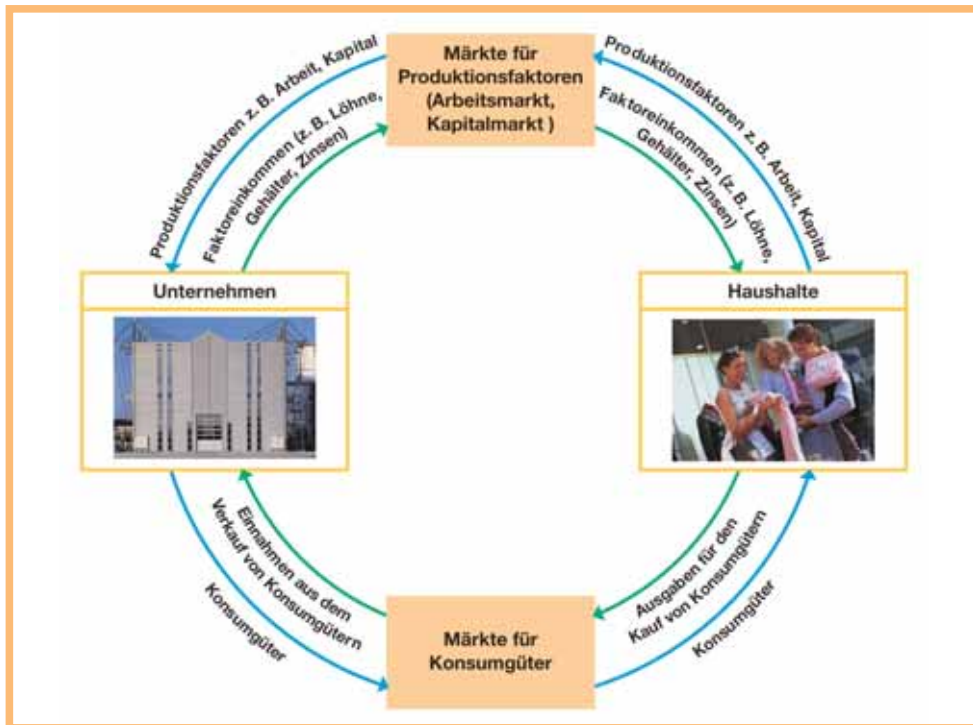 Märkte für
Produktionsfaktoren
(Arbeitsmarkt,
Kapitalmarkt )
Produktionsfaktoren z. B. Arbeit, Kapital
Faktoreinkommen (z. B. Löhne,
Gehälter, Zinsen)
Produktionsfaktoren z. B. Arbeit, Kapital
Faktoreinkommen (z. B. Löhne,
Gehälter, Zinsen)
Unternehmen
Haushalte
Einnahmen aus dem
Verkauf von Konsumgütern
Konsumgüter
Ausgaben für den
Kauf von Konsumgütern
Konsumgüter
Märkte für
Konsumgüter